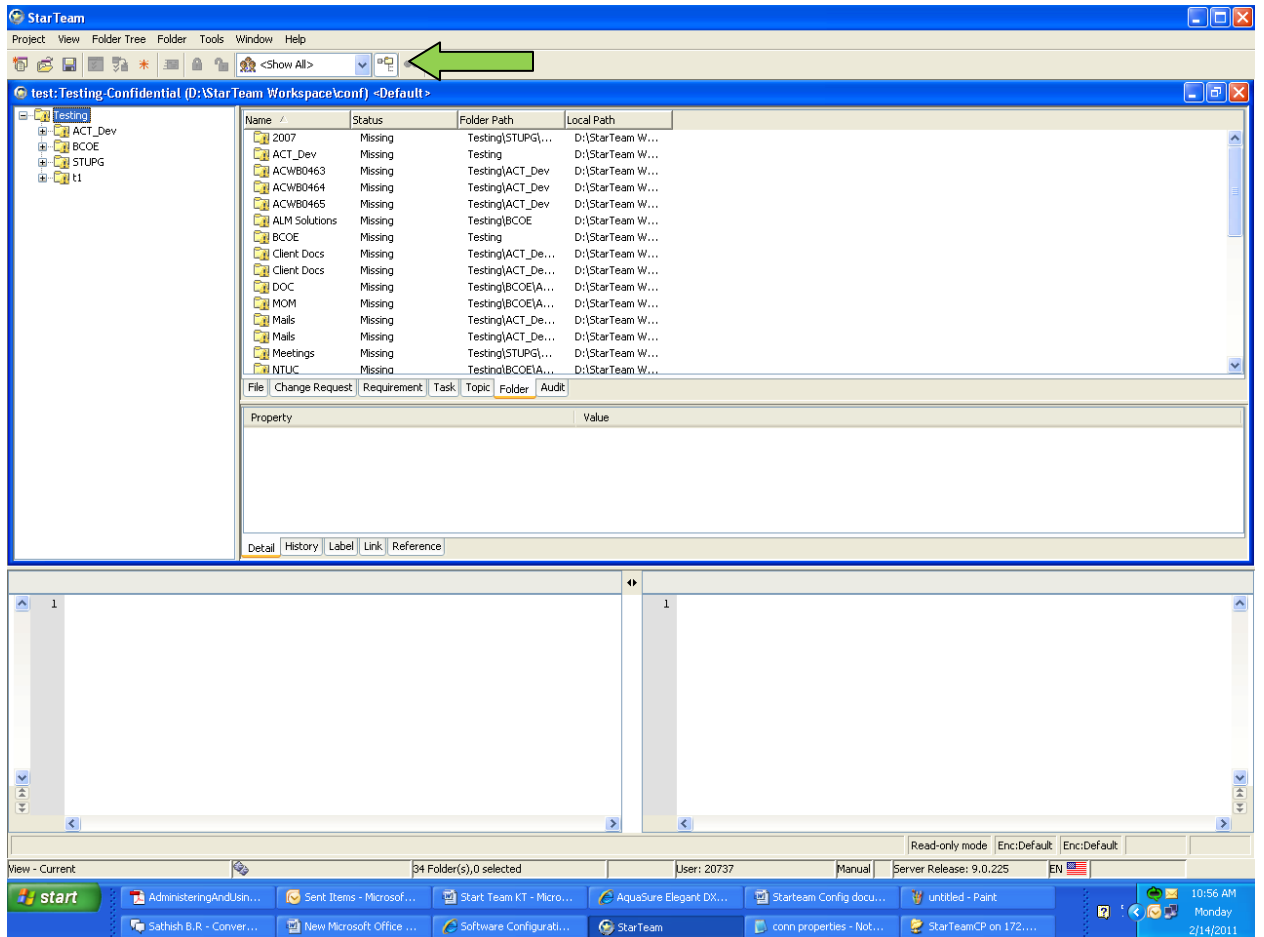 StarTeam
Project View Folder Tree Folder Tools Window Help
<Show All>
test:Testing-Confidential (D:\StarTeam Workspace\conf) <Default>
Testing
ACT_Dev
BCOE
STUPG
t1
Name Status Folder Path Local Path
2007 Missing Testing\STUPG\... D:\StarTeam W...
ACT_Dev Missing Testing D:\StarTeam W...
ACWB0463 Missing Testing\ACT_Dev D:\StarTeam W...
ACWB0464 Missing Testing\ACT_Dev D:\StarTeam W...
ACWB0465 Missing Testing\ACT_Dev D:\StarTeam W...
ALM Solutions Missing Testing\BCOE D:\StarTeam W...
BCOE Missing Testing D:\StarTeam W...
Client Docs Missing Testing\ACT_De... D:\StarTeam W...
Client Docs Missing Testing\ACT_De... D:\StarTeam W...
DOC Missing Testing\BCOE\A... D:\StarTeam W...
MOM Missing Testing\BCOE\A... D:\StarTeam W...
Mails Missing Testing\ACT_De... D:\StarTeam W...
Mails Missing Testing\ACT_De... D:\StarTeam W...
Meetings Missing Testing\STUPG\... D:\StarTeam W...
NTUC Missing Testing\BCOE\A... D:\StarTeam W...
File Change Request Requirement Task Topic Folder Audit
Property Value
Detail History Label Link Reference
1 1
Read-only mode Enc:Default Enc:Default
View - Current 34 Folder(s),0 selected User: 20737 Manual Server Release: 9.0.225 EN
start AdministeringAndUsin... Sent Items - Microsof... Start Team KT - Micro... AquaSure Elegant DX... Starteam Config docu... untitled - Paint 10:56 AM
Monday
Sathish B.R - Conver... New Microsoft Office ... Software Configurati... StarTeam conn properties - Not... StarTeamCP on 172.... 2/14/2011